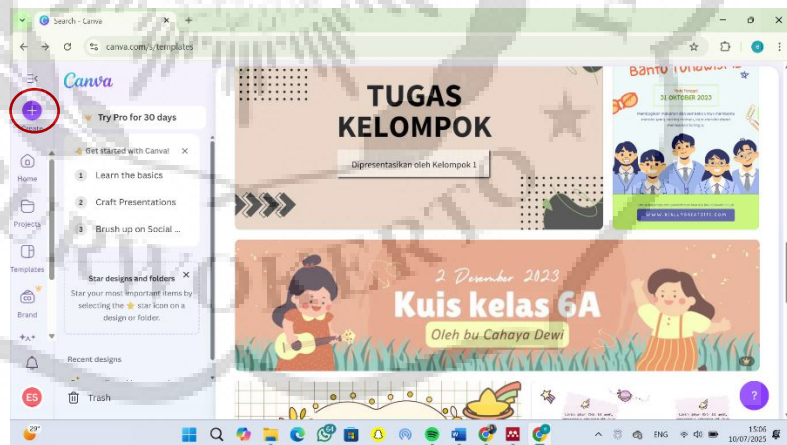 Search - Canva
canva.com/s/templates
Canva
Try Pro for 30 days
Create
Get started with Canva!
1 Learn the basics
2 Craft Presentations
3 Brush up on Social ...
Home
Projects
Templates
Brand
Star designs and folders
Star your most important items by
selecting the star icon on a
design or folder.
Recent designs
ES
Trash
TUGAS
KELOMPOK
Dipresentasikan oleh Kelompok 1
31 OKTOBER 2023
2 Desember 2023
Kuis kelas 6A
Oleh bu Cahaya Dewi
?
29°
ENG
15:06
10/07/2025